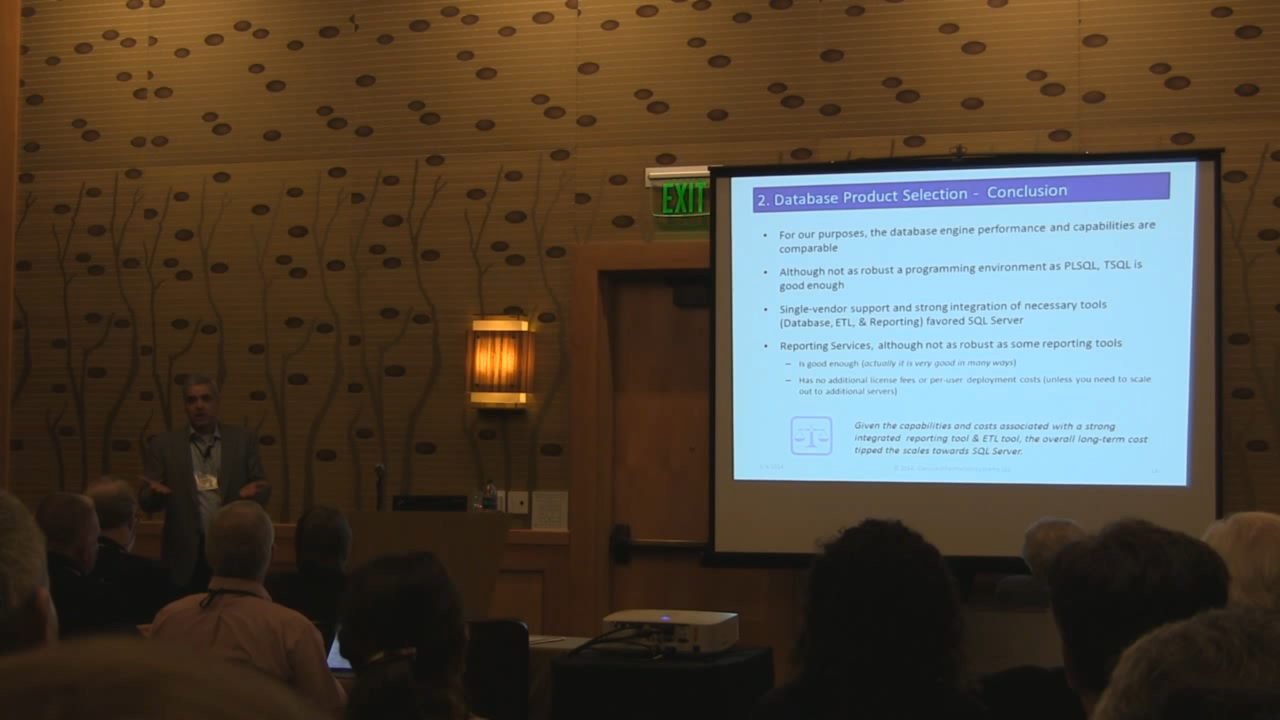 EXIT
2. Database Product Selection - Conclusion
• For our purposes, the database engine performance and capabilities are
comparable
• Although not as robust a programming environment as PLSQL, TSQL is
good enough
• Single-vendor support and strong integration of necessary tools
(Database, ETL, & Reporting) favored SQL Server
• Reporting Services, although not as robust as some reporting tools
– Is good enough (actually it is very good in many ways)
– Has no additional license fees or per-user deployment costs (unless you need to scale
out to additional servers)
Given the capabilities and costs associated with a strong
integrated reporting tool & ETL tool, the overall long-term cost
tipped the scales towards SQL Server.